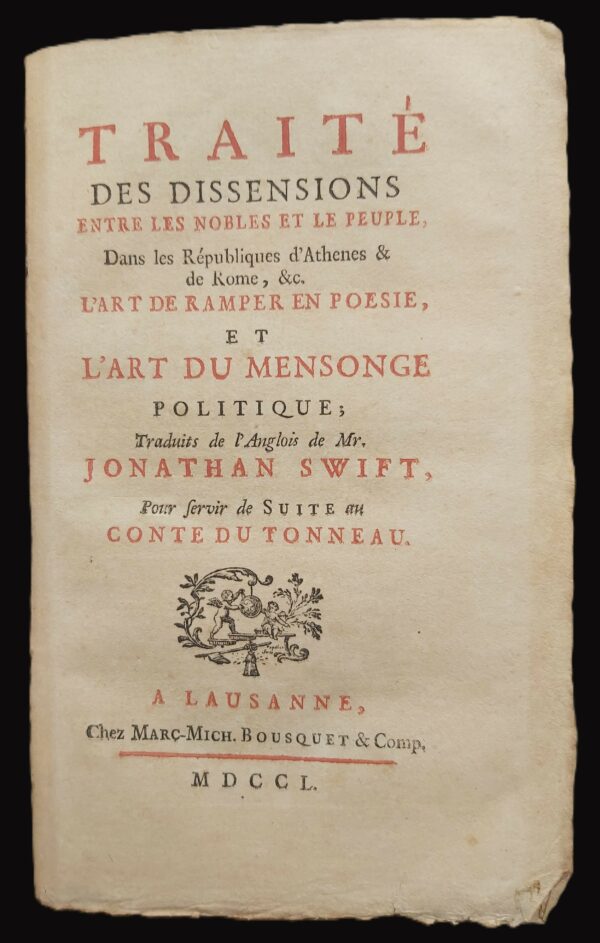 TRAITÉ
DES DISSENSIONS
ENTRE LES NOBLES ET LE PEUPLE,
Dans les Républiques d'Athenes &
de Rome, &c.
L'ART DE RAMPER EN POESIE,
ET
L'ART DU MENSONGE
POLITIQUE;
Traduits de l'Anglois de Mr.
JONATHAN SWIFT,
Pour ſervir de SUITE au
CONTE DU TONNEAU.
A LAUSANNE,
Chez MARC-MICH. BOUSQUET & Comp.
MDCCL.